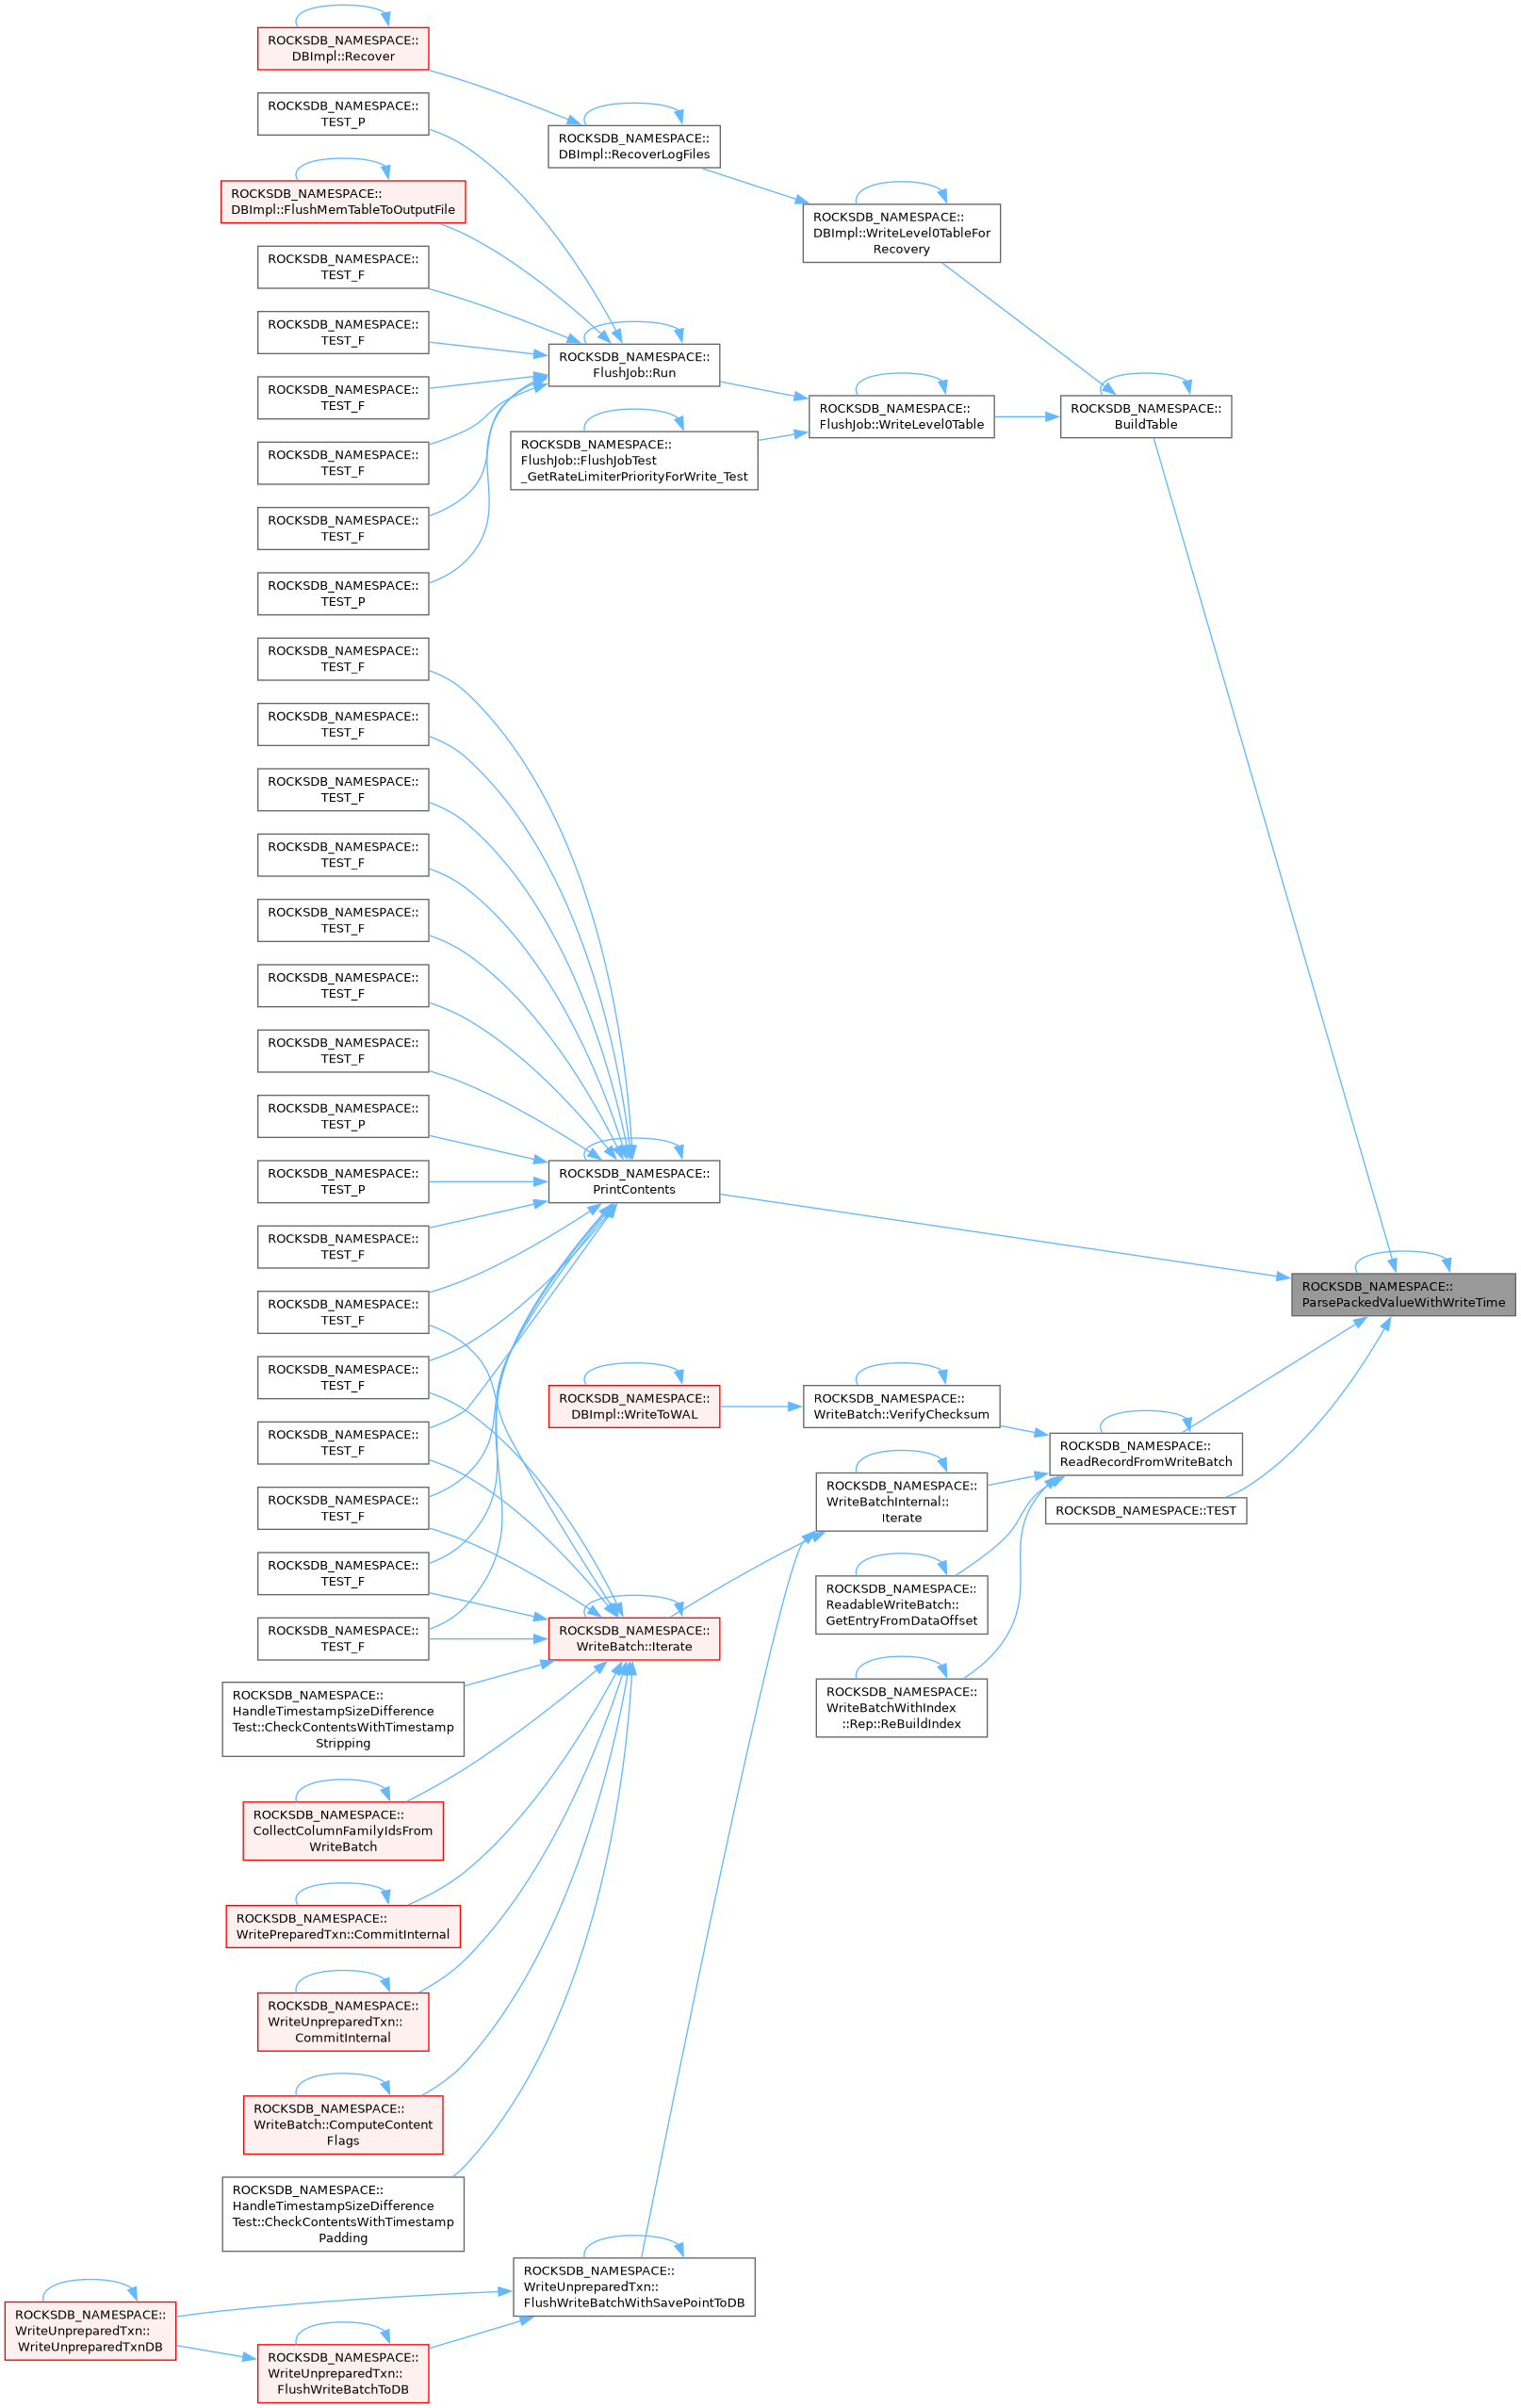 ROCKSDB_NAMESPACE::
DBImpl::Recover
ROCKSDB_NAMESPACE::
TEST_P
ROCKSDB_NAMESPACE::
DBImpl::FlushMemTableToOutputFile
ROCKSDB_NAMESPACE::
TEST_F
ROCKSDB_NAMESPACE::
TEST_F
ROCKSDB_NAMESPACE::
TEST_F
ROCKSDB_NAMESPACE::
TEST_F
ROCKSDB_NAMESPACE::
TEST_F
ROCKSDB_NAMESPACE::
TEST_P
ROCKSDB_NAMESPACE::
TEST_F
ROCKSDB_NAMESPACE::
TEST_F
ROCKSDB_NAMESPACE::
TEST_F
ROCKSDB_NAMESPACE::
TEST_F
ROCKSDB_NAMESPACE::
TEST_F
ROCKSDB_NAMESPACE::
TEST_F
ROCKSDB_NAMESPACE::
TEST_F
ROCKSDB_NAMESPACE::
TEST_P
ROCKSDB_NAMESPACE::
TEST_P
ROCKSDB_NAMESPACE::
TEST_F
ROCKSDB_NAMESPACE::
TEST_F
ROCKSDB_NAMESPACE::
TEST_F
ROCKSDB_NAMESPACE::
TEST_F
ROCKSDB_NAMESPACE::
TEST_F
ROCKSDB_NAMESPACE::
TEST_F
ROCKSDB_NAMESPACE::
TEST_F
ROCKSDB_NAMESPACE::
HandleTimestampSizeDifference
Test::CheckContentsWithTimestamp
Stripping
ROCKSDB_NAMESPACE::
CollectColumnFamilyIdsFrom
WriteBatch
ROCKSDB_NAMESPACE::
WritePreparedTxn::CommitInternal
ROCKSDB_NAMESPACE::
WriteUnpreparedTxn::
CommitInternal
ROCKSDB_NAMESPACE::
WriteBatch::ComputeContent
Flags
ROCKSDB_NAMESPACE::
HandleTimestampSizeDifference
Test::CheckContentsWithTimestamp
Padding
ROCKSDB_NAMESPACE::
WriteUnpreparedTxn::
WriteUnpreparedTxnDB
ROCKSDB_NAMESPACE::
WriteUnpreparedTxn::
FlushWriteBatchToDB
ROCKSDB_NAMESPACE::
DBImpl::RecoverLogFiles
ROCKSDB_NAMESPACE::
FlushJob::Run
ROCKSDB_NAMESPACE::
FlushJob::FlushJobTest
_GetRateLimiterPriorityForWrite_Test
ROCKSDB_NAMESPACE::
PrintContents
ROCKSDB_NAMESPACE::
DBImpl::WriteToWAL
ROCKSDB_NAMESPACE::
WriteBatch::Iterate
ROCKSDB_NAMESPACE::
WriteUnpreparedTxn::
FlushWriteBatchWithSavePointToDB
ROCKSDB_NAMESPACE::
DBImpl::WriteLevel0TableFor
Recovery
ROCKSDB_NAMESPACE::
FlushJob::WriteLevel0Table
ROCKSDB_NAMESPACE::
WriteBatch::VerifyChecksum
ROCKSDB_NAMESPACE::
WriteBatchInternal::
Iterate
ROCKSDB_NAMESPACE::
ReadableWriteBatch::
GetEntryFromDataOffset
ROCKSDB_NAMESPACE::
WriteBatchWithIndex
::Rep::ReBuildIndex
ROCKSDB_NAMESPACE::
BuildTable
ROCKSDB_NAMESPACE::
ReadRecordFromWriteBatch
ROCKSDB_NAMESPACE::TEST
ROCKSDB_NAMESPACE::
ParsePackedValueWithWriteTime